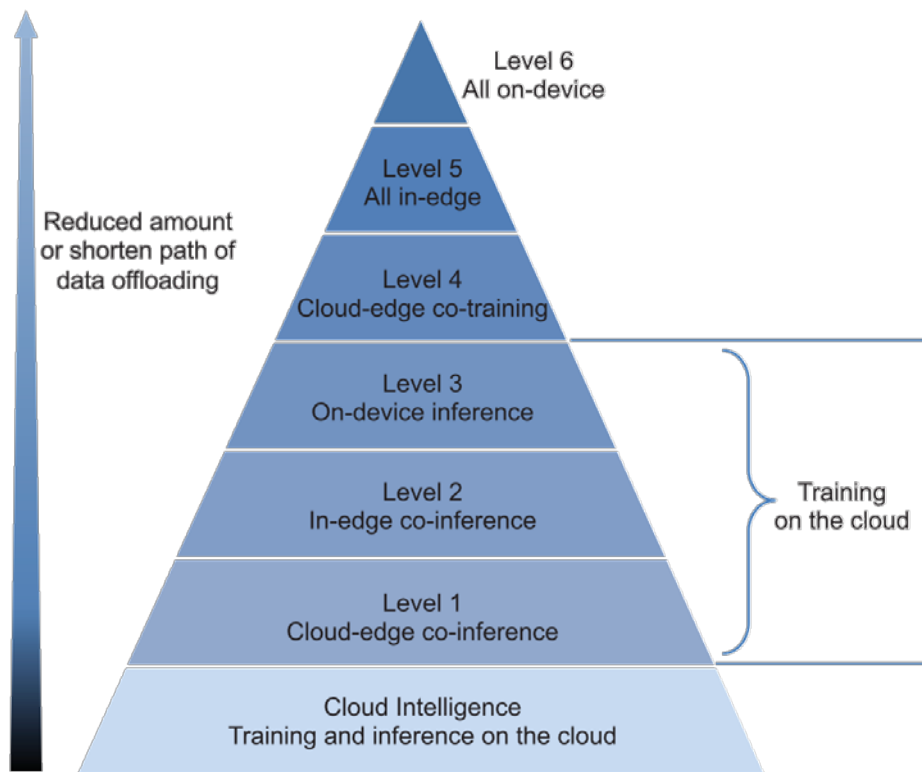 Level 6
All on-device
Level 5
All in-edge
Reduced amount
or shorten path of
data offloading
Level 4
Cloud-edge co-training
Level 3
On-device inference
Level 2
In-edge co-inference
Training
on the cloud
Level 1
Cloud-edge co-inference
Cloud Intelligence
Training and inference on the cloud